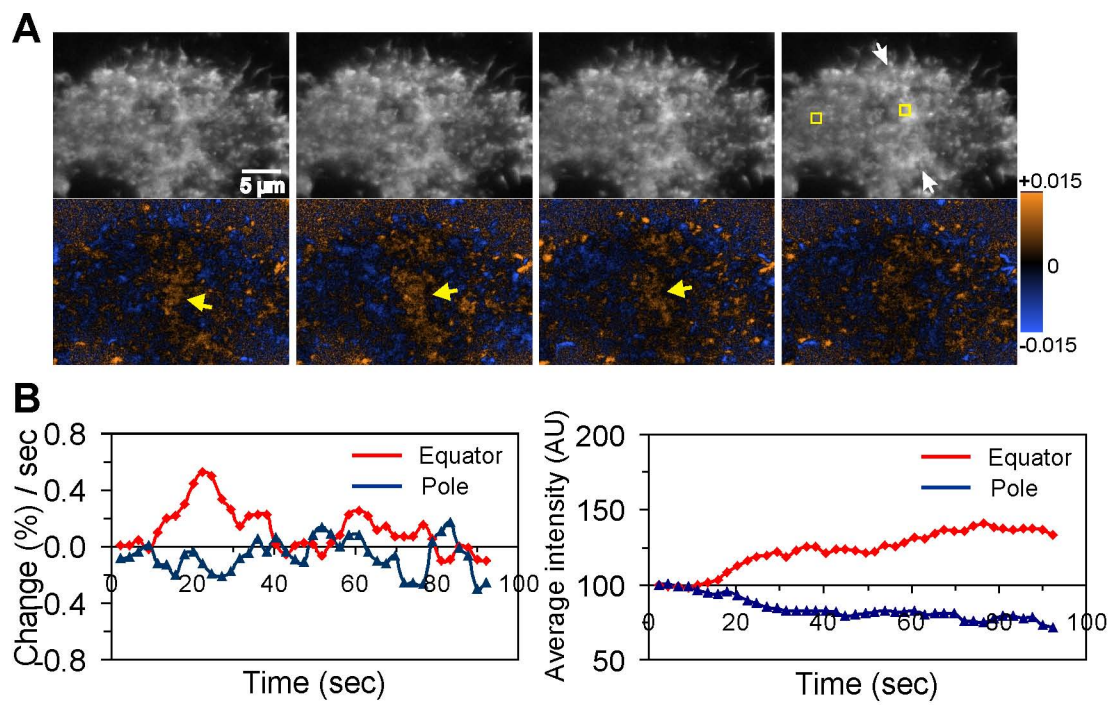 A
5 μm
+0.015
0
-0.015
B
0.8
0.4
0.0
-0.4
-0.8
0
20
40
60
80
100
Change (%) / sec
Time (sec)
Equator
Pole
200
150
100
50
0
20
40
60
80
100
Average intensity (AU)
Time (sec)
Equator
Pole